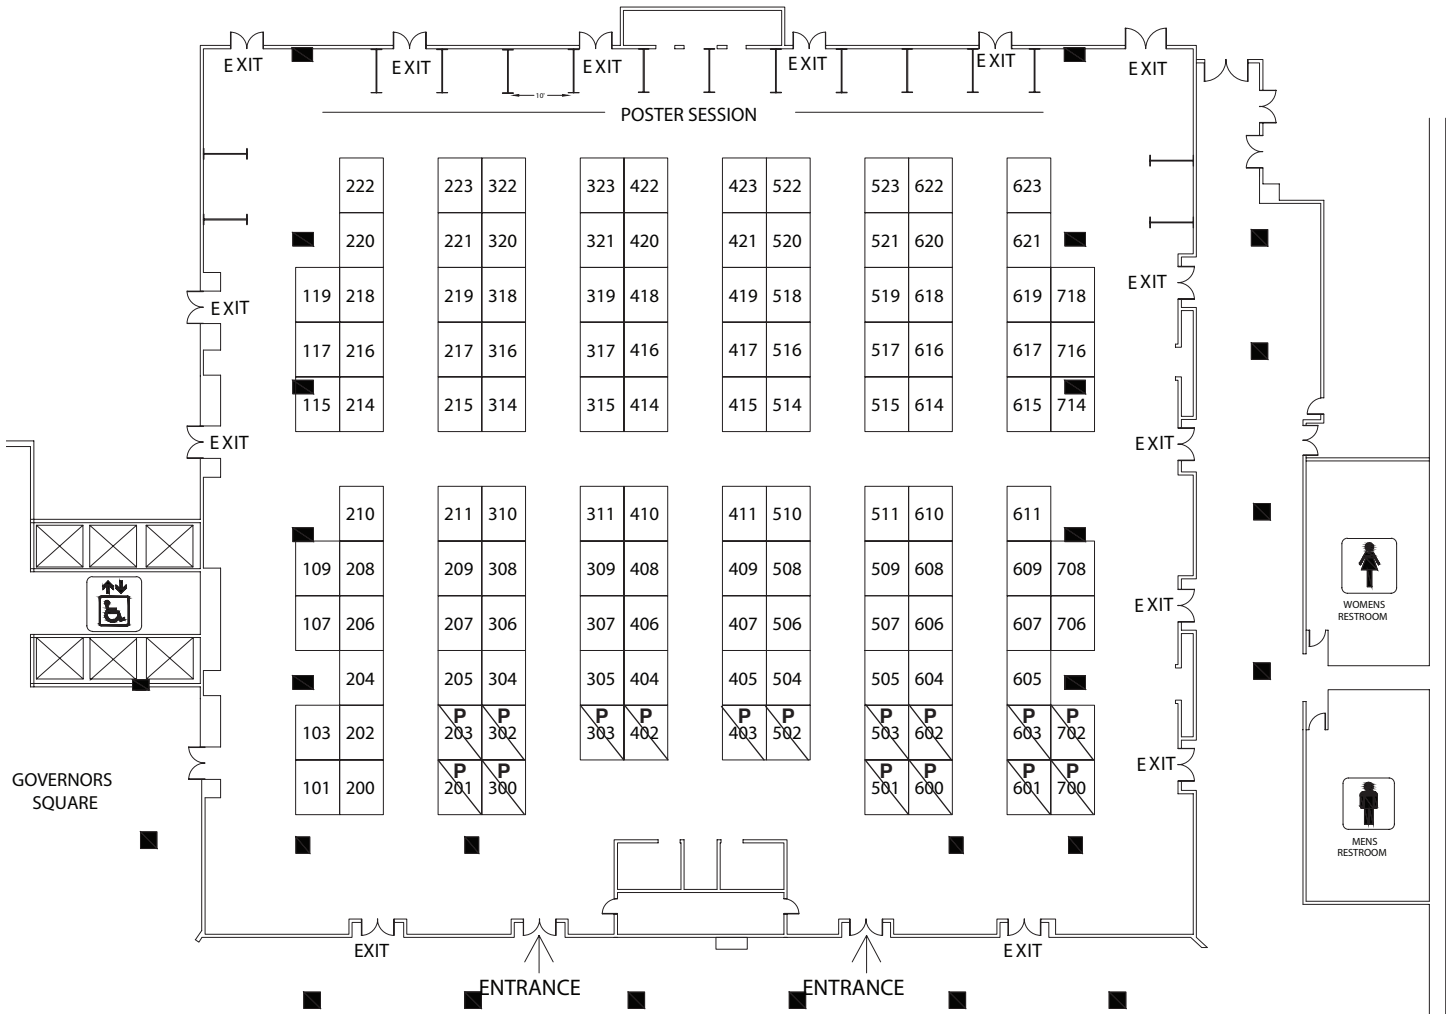 EXIT EXIT EXIT EXIT EXIT EXIT
10'
POSTER SESSION
222 223 322 323 422 423 522 523 622 623
220 221 320 321 420 421 520 521 620 621
119 218 219 318 319 418 419 518 519 618 619 718
EXIT EXIT
117 216 217 316 317 416 417 516 517 616 617 716
115 214 215 314 315 414 415 514 515 614 615 714
EXIT EXIT
210 211 310 311 410 411 510 511 610 611
109 208 209 308 309 408 409 508 509 608 609 708
EXIT
WOMENS
RESTROOM
107 206 207 306 307 406 407 506 507 606 607 706
204 205 304 305 404 405 504 505 604 605
P P P P P P P P P P
103 202 203 302 303 402 403 502 503 602 603 702
EXIT
P P P P P P
101 200 201 300 501 600 601 700
GOVERNORS
SQUARE
MENS
RESTROOM
EXIT EXIT
ENTRANCE ENTRANCE